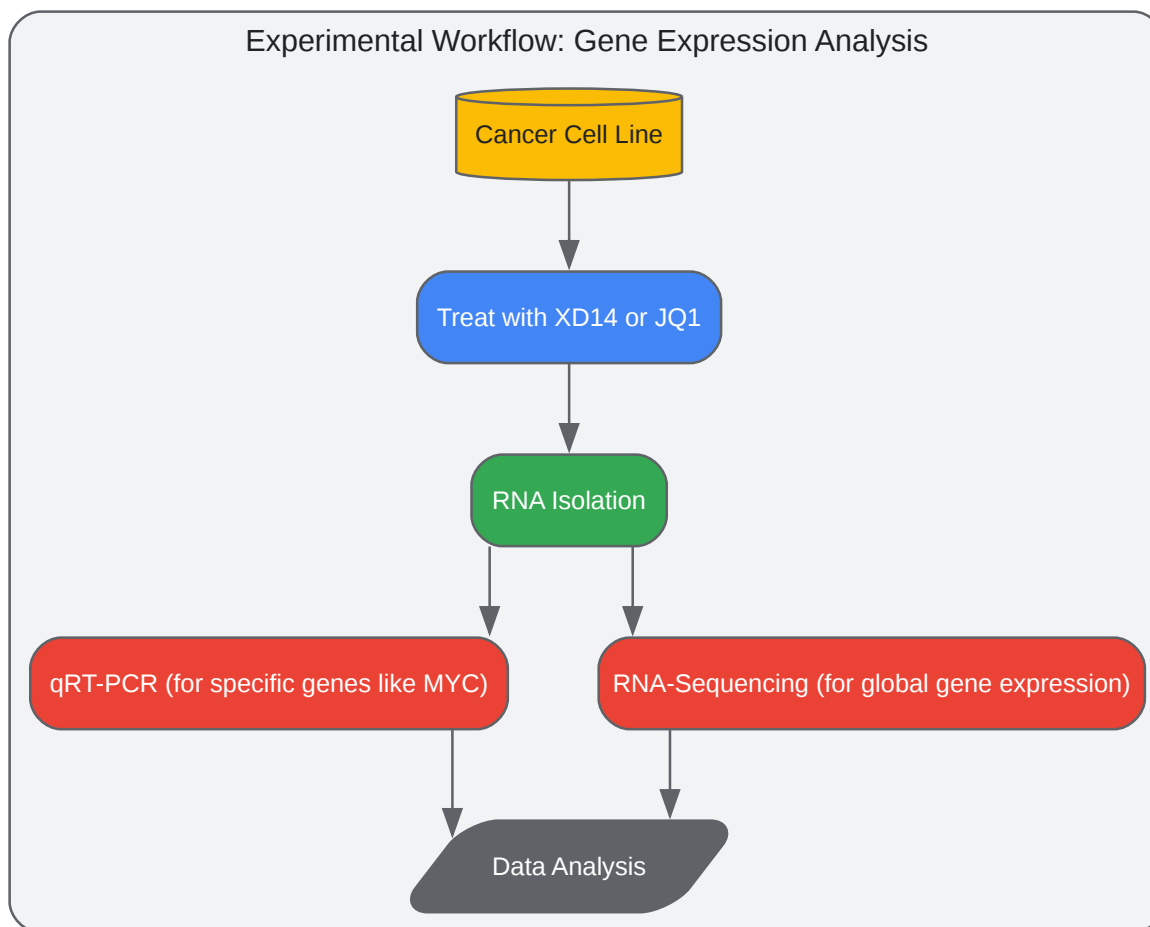 Experimental Workflow: Gene Expression Analysis
Cancer Cell Line
Treat with XD14 or JQ1
RNA Isolation
qRT-PCR (for specific genes like MYC)
RNA-Sequencing (for global gene expression)
Data Analysis